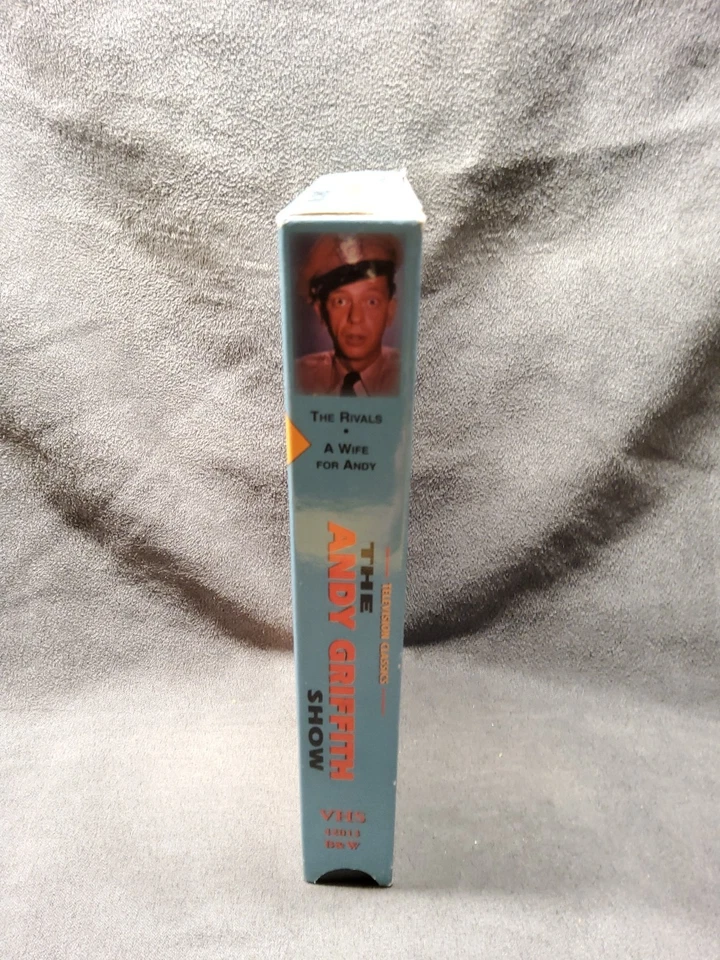 THE RIVALS
•
A WIFE
FOR ANDY
TELEVISION CLASSICS
THE
ANDY GRIFFITH
SHOW
VHS
B&W